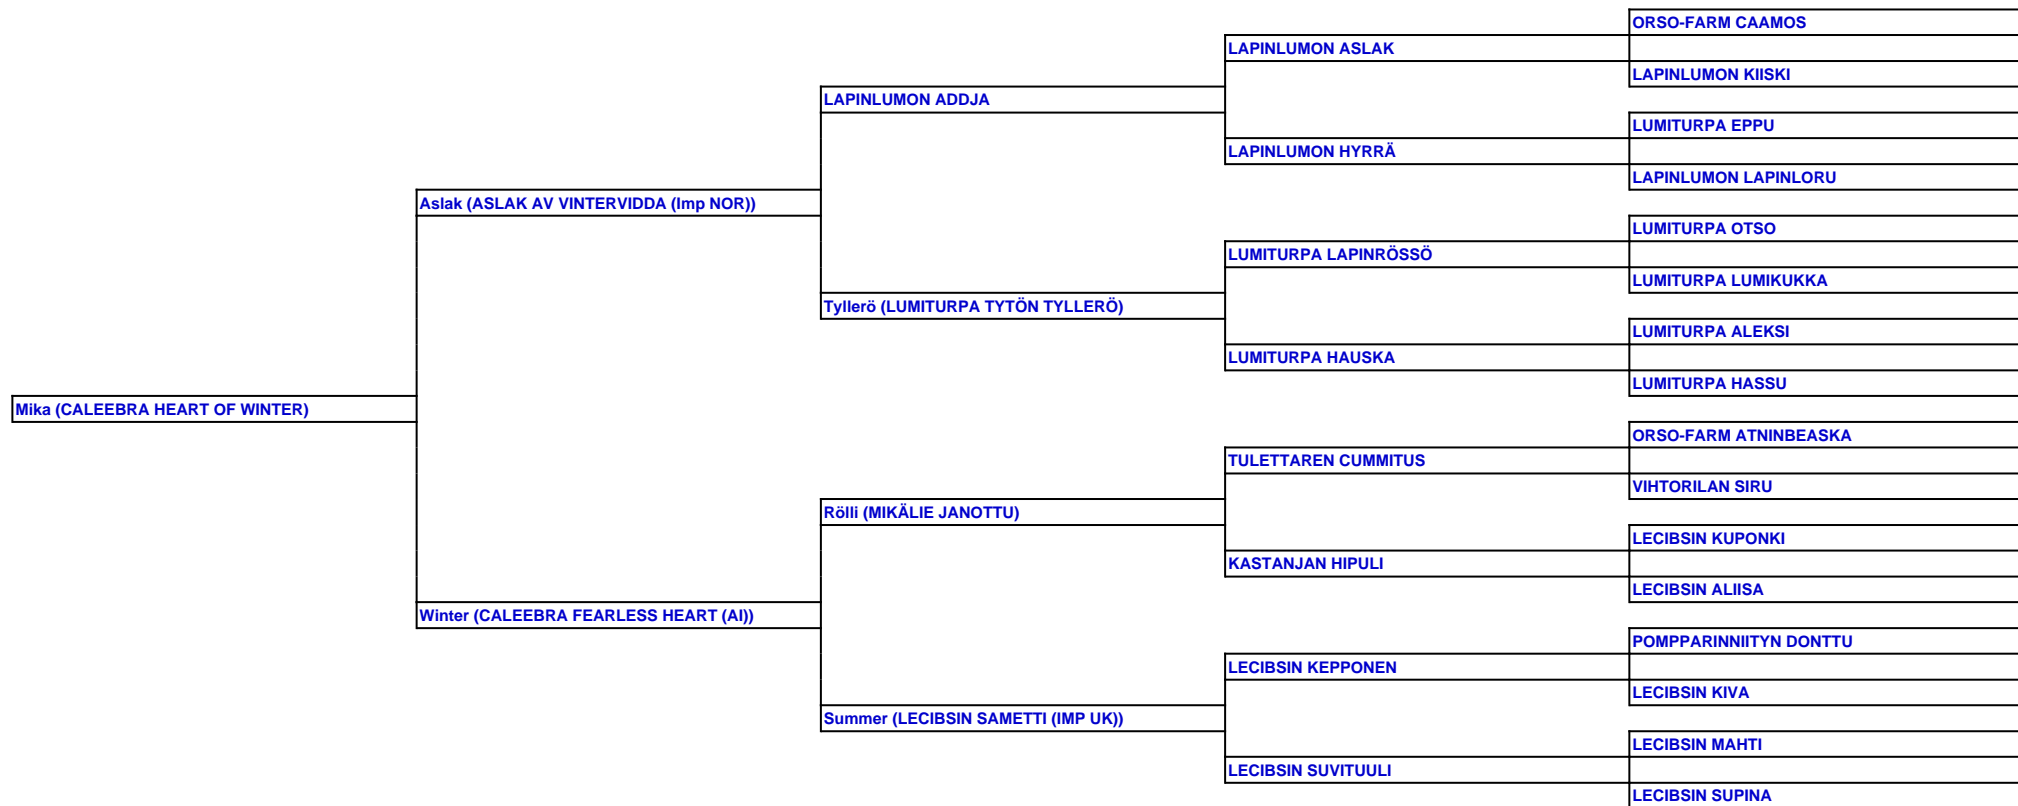 ORSO-FARM CAAMOS
LAPINLUMON ASLAK
LAPINLUMON KIISKI
LAPINLUMON ADDJA
LUMITURPA EPPU
LAPINLUMON HYRRÄ
LAPINLUMON LAPINLORU
Aslak (ASLAK AV VINTERVIDDA (Imp NOR))
LUMITURPA OTSO
LUMITURPA LAPINRÖSSÖ
LUMITURPA LUMIKUKKA
Tyllerö (LUMITURPA TYTÖN TYLLERÖ)
LUMITURPA ALEKSI
LUMITURPA HAUSKA
LUMITURPA HASSU
Mika (CALEEBRA HEART OF WINTER)
ORSO-FARM ATNINBEASKA
TULETTAREN CUMMITUS
VIHTORILAN SIRU
Rölli (MIKÄLIE JANOTTU)
LECIBSIN KUPONKI
KASTANJAN HIPULI
LECIBSIN ALIISA
Winter (CALEEBRA FEARLESS HEART (AI))
POMPPARINNIITYN DONTTU
LECIBSIN KEPPONEN
LECIBSIN KIVA
Summer (LECIBSIN SAMETTI (IMP UK))
LECIBSIN MAHTI
LECIBSIN SUVITUULI
LECIBSIN SUPINA